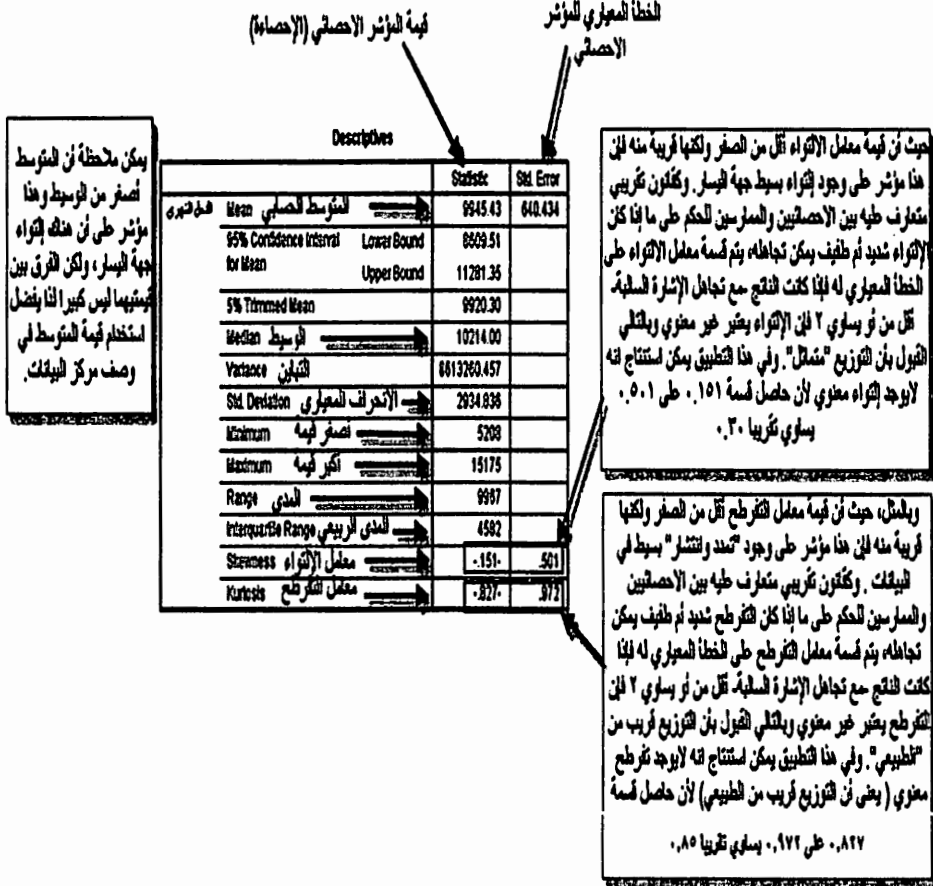 قيمة المؤشر الاحصائي (الإحصاءة)
الخطأ المعياري للمؤشر
الاحصائي
يمكن ملاحظة أن المتوسط
أصغر من الوسيط وهذا
مؤشر على أن هناك إلتواء
جهة اليسار، ولكن الفرق بين
قيمتيهما ليس كبيرا لذا يفضل
استخدام قيمة المتوسط في
وصف مركز البيانات.
Descriptives
Statistic Std. Error
Mean المتوسط الحسابي 9945.43 640.434
95% Confidence Interval Lower Bound 8609.51
for Mean Upper Bound 11281.35
5% Trimmed Mean 9920.30
Median الوسيط 10214.00
Variance التباين 8613260.457
Std. Deviation الانحراف المعياري 2934.836
Minimum اصغر قيمة 5208
Maximum اكبر قيمة 15175
Range المدي 9967
Interquartile Range المدي الربيعي 4582
Skewness معامل الإلتواء -.151- .501
Kurtosis معامل التفرطح -.827- .972
حيث أن قيمة معامل الالتواء أقل من الصفر ولكنها قريبة منه فإن
هذا مؤشر على وجود إلتواء بسيط جهة اليسار. وكقانون تقريبي
متعارف عليه بين الاحصائيين والممارسين للحكم على ما إذا كان
الإلتواء شديد أم طفيف يمكن تجاهله، يتم قسمة معامل الالتواء على
الخطأ المعياري له فإذا كانت الناتج -مع تجاهل الإشارة السالبة-
أقل من أو يساوي ٢ فإن الإلتواء يعتبر غير معنوي وبالتالي
القبول بأن التوزيع "متماثل". وفي هذا التطبيق يمكن استنتاج انه
لايوجد إلتواء معنوي لأن حاصل قسمة ٠,١٥١ على ٠,٥٠١
يساوي تقريبا ٠,٣٠
وبالمثل، حيث أن قيمة معامل التفرطح أقل من الصفر ولكنها
قريبة منه فإن هذا مؤشر على وجود "تمدد وانتشار" بسيط في
البيانات . وكقانون تقريبي متعارف عليه بين الاحصائيين
والممارسين للحكم على ما إذا كان التفرطح شديد أم طفيف يمكن
تجاهله، يتم قسمة معامل التفرطح على الخطأ المعياري له فإذا
كانت الناتج -مع تجاهل الإشارة السالبة- أقل من أو يساوي ٢ فإن
التفرطح يعتبر غير معنوي وبالتالي القبول بأن التوزيع قريب من
"الطبيعي". وفي هذا التطبيق يمكن استنتاج انه لايوجد تفرطح
معنوي ( يعنى أن التوزيع قريب من الطبيعي) لأن حاصل قسمة
٠,٨٢٧ على ٠,٩٧٢ يساوي تقريبا ٠,٨٥